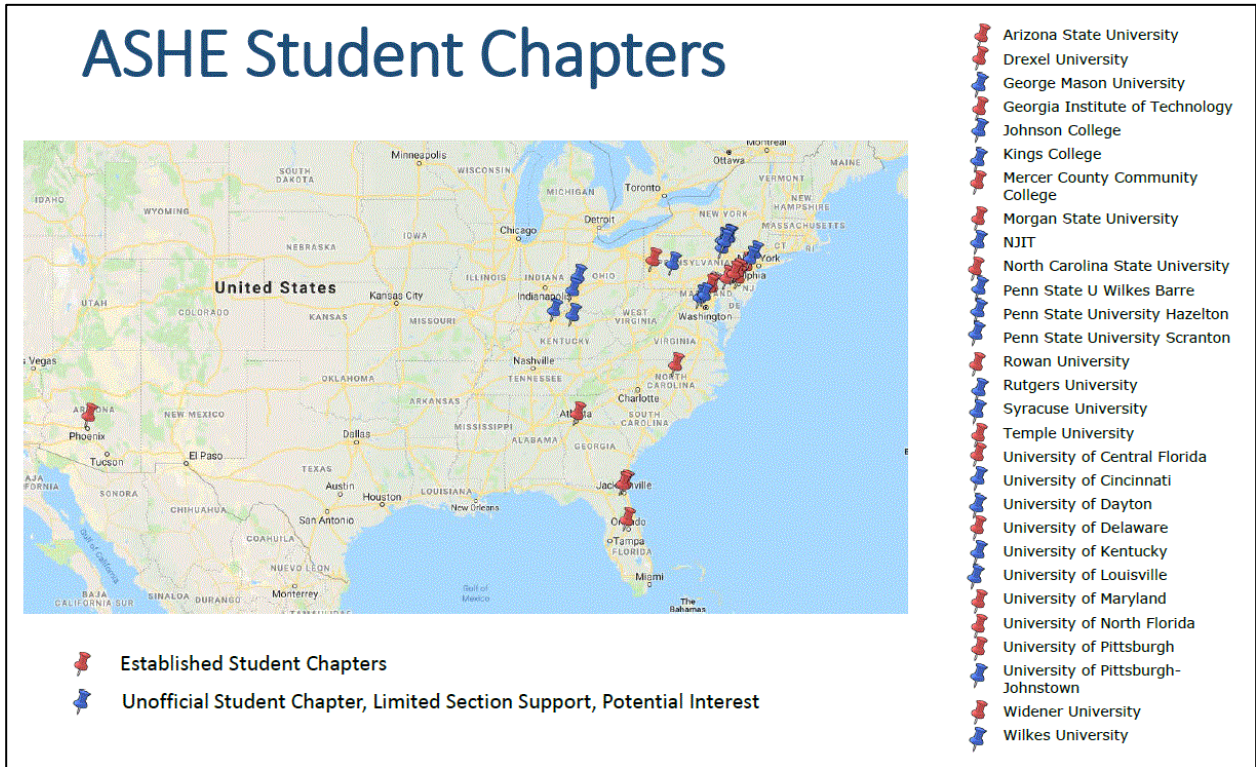 ASHE Student Chapters
Arizona State University
Drexel University
George Mason University
Georgia Institute of Technology
Johnson College
Kings College
Mercer County Community
College
Morgan State University
NJIT
North Carolina State University
Penn State U Wilkes Barre
Penn State University Hazelton
Penn State University Scranton
Rowan University
Rutgers University
Syracuse University
Temple University
University of Central Florida
University of Cincinnati
University of Dayton
University of Delaware
University of Kentucky
University of Louisville
University of Maryland
University of North Florida
University of Pittsburgh
University of Pittsburgh-
Johnstown
Widener University
Wilkes University
Montreal
Ottawa
MAINE
Minneapolis
WISCONSIN
SOUTH
DAKOTA
IDAHO
WYOMING
Toronto
VERMONT
NEW
HAMPSHIRE
MICHIGAN
NEW YORK
MASSACHUSETTS
Detroit
CT
RI
Chicago
IOWA
NEBRASKA
ILLINOIS
INDIANA
OHIO
Indianapolis
United States
Kansas City
NJ
MARYLAND
DE
UTAH
COLORADO
KANSAS
MISSOURI
WEST
VIRGINIA
Washington
KENTUCKY
VIRGINIA
s Vegas
Nashville
TENNESSEE
NORTH
CAROLINA
OKLAHOMA
ARKANSAS
Charlotte
NEW MEXICO
Phoenix
MISSISSIPPI
SOUTH
CAROLINA
ALABAMA
GEORGIA
Tucson
Dallas
El Paso
TEXAS
Austin
Houston
LOUISIANA
New Orleans
San Antonio
SONORA
CHIHUAHUA
COAHUILA
Tampa
FLORIDA
Gulf of California
NUEVO LEON
Monterrey
Miami
Gulf of
Mexico
BAJA
CALIFORNIA SUR
SINALOA
DURANGO
The
Bahamas
Established Student Chapters
Unofficial Student Chapter, Limited Section Support, Potential Interest